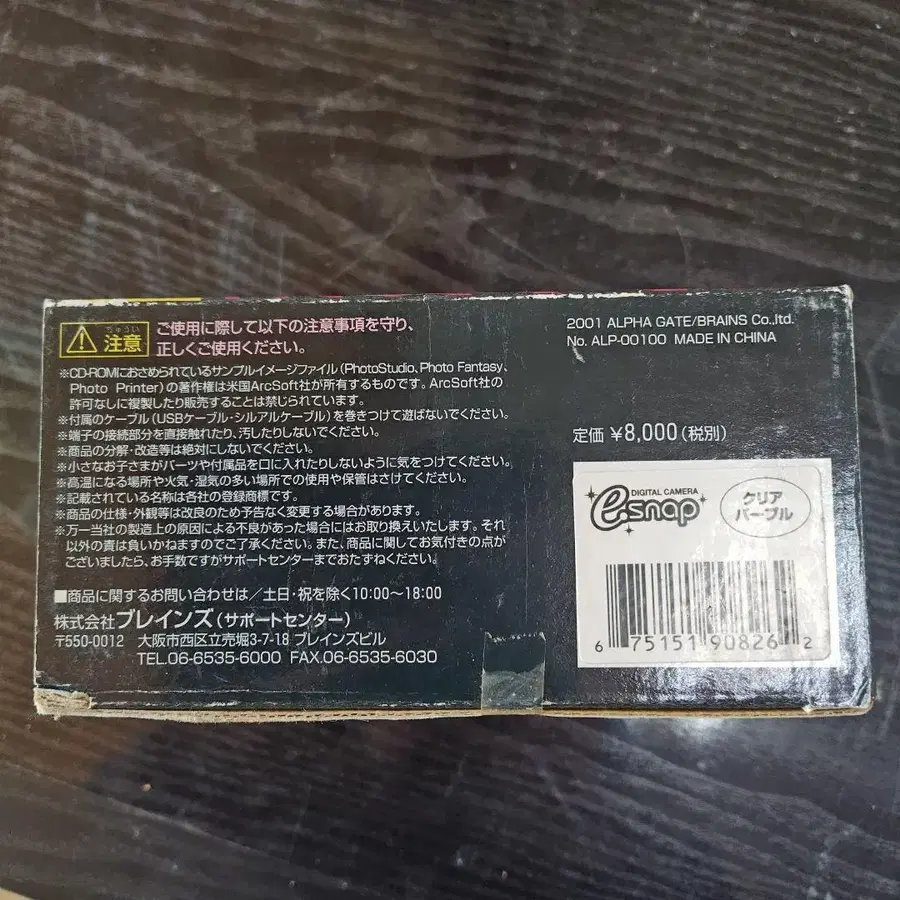 ちゅうい
注意
ご使用に際して以下の注意事項を守り、
正しくご使用ください。
※CD-ROMにおさめられているサンプルイメージファイル(PhotoStudio、Photo Fantasy、
Photo Printer)の著作権は米国ArcSoft社が所有するものです。ArcSoft社の
許可なしに複製したり販売することは禁じられています。
※付属のケーブル(USBケーブル・シルアルケーブル)を巻きつけて遊ばないでください。
※端子の接続部分を直接触れたり、汚したりしないでください。
※商品の分解・改造等は絶対にしないでください。
※小さなお子さまがパーツや付属品を口に入れたりしないように気をつけてください。
※高温になる場所や火気・湿気の多い場所での使用や保管はさけてください。
※記載されている名称は各社の登録商標です。
※商品の仕様・外観等は改良のため予告なく変更する場合があります。
※万一当社の製造上の原因による不良があった場合にはお取り換えいたします。それ
以外の責は負いかねますのでご了承ください。また、商品に関してお気付きの点が
ございましたら、お手数ですがサポートセンターまでおたずねください。
■商品に関するお問い合わせは/土日・祝を除く10:00〜18:00
株式会社ブレインズ(サポートセンター)
〒550-0012 大阪市西区立売堀3-7-18 ブレインズビル
TEL.06-6535-6000 FAX.06-6535-6030
2001 ALPHA GATE/BRAINS Co.,ltd.
No. ALP-00100 MADE IN CHINA
定価 ¥8,000(税別)
DIGITAL CAMERA
e-snap
クリア
パープル
6 75151 90826 2